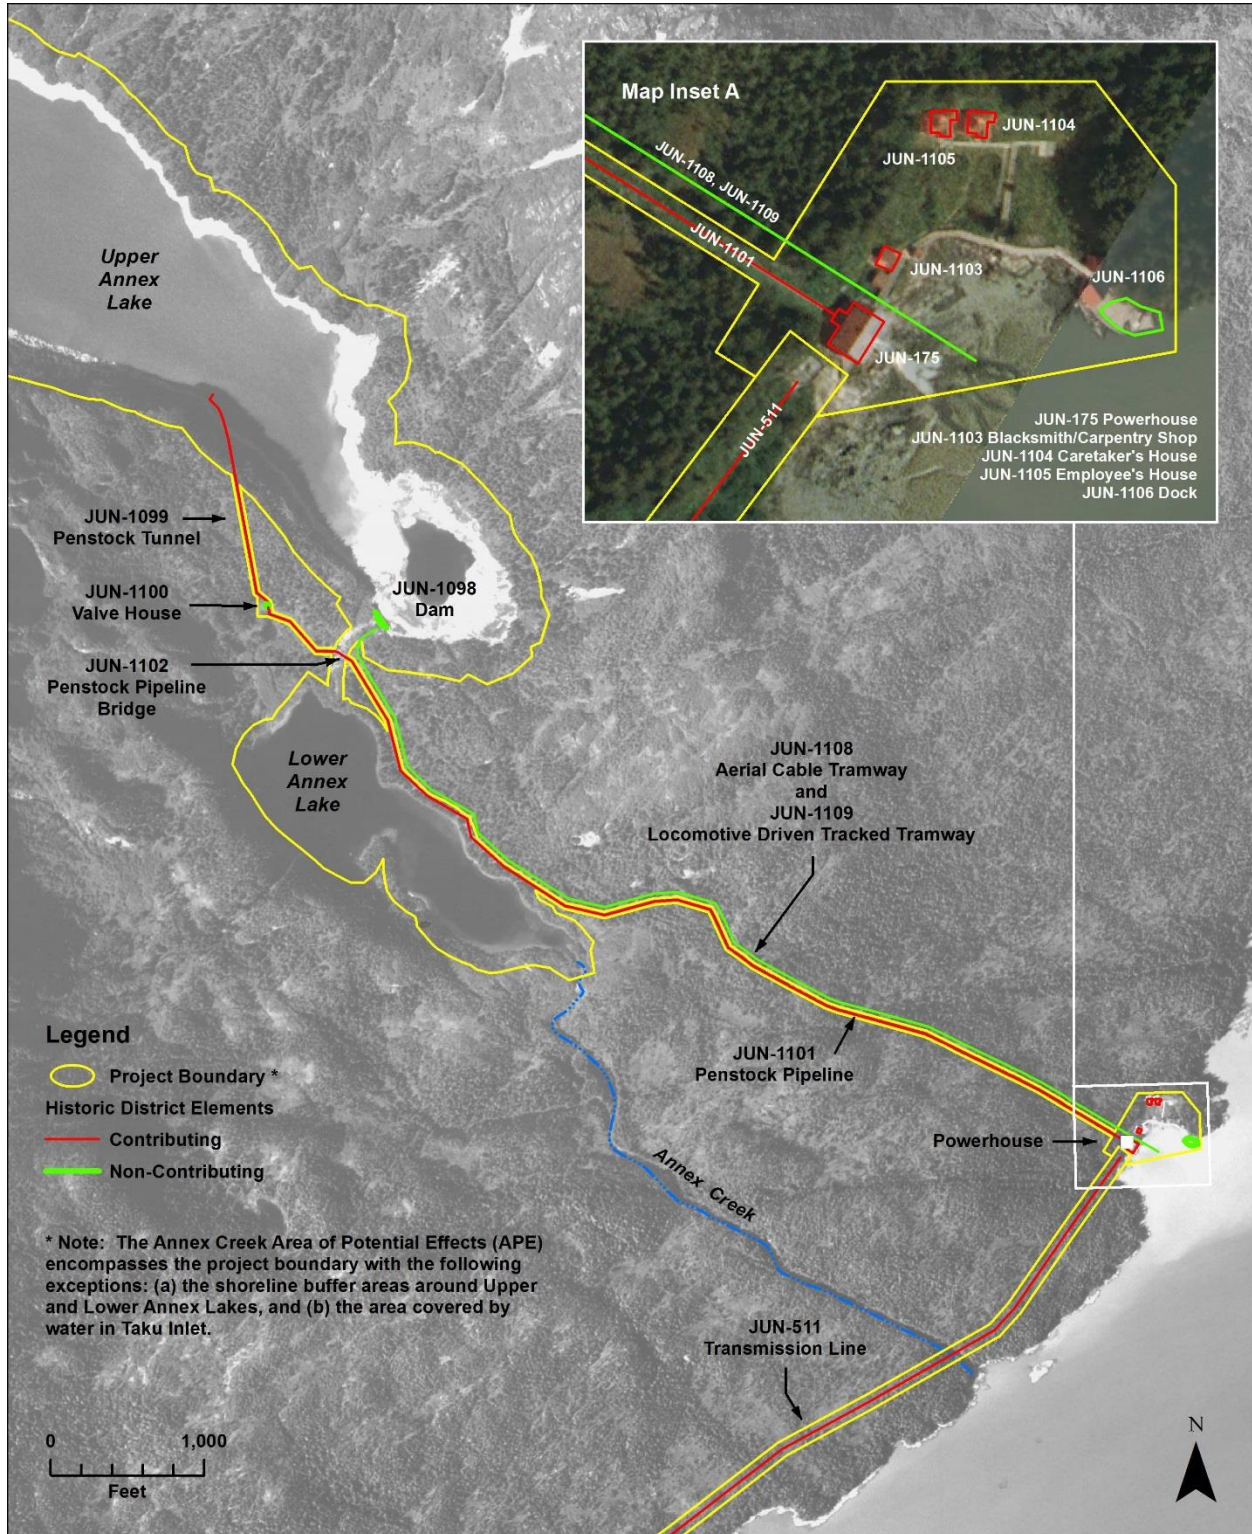 Map Inset A
JUN-1104
JUN-1105
JUN-1108, JUN-1109
JUN-1101
JUN-1103
JUN-1106
JUN-175
JUN-511
JUN-175 Powerhouse
JUN-1103 Blacksmith/Carpentry Shop
JUN-1104 Caretaker's House
JUN-1105 Employee's House
JUN-1106 Dock
Upper
Annex
Lake
JUN-1099
Penstock Tunnel
JUN-1100
Valve House
JUN-1098
Dam
JUN-1102
Penstock Pipeline
Bridge
Lower
Annex
Lake
JUN-1108
Aerial Cable Tramway
and
JUN-1109
Locomotive Driven Tracked Tramway
JUN-1101
Penstock Pipeline
Powerhouse
Annex Creek
Legend
Project Boundary *
Historic District Elements
Contributing
Non-Contributing
* Note: The Annex Creek Area of Potential Effects (APE)
encompasses the project boundary with the following
exceptions: (a) the shoreline buffer areas around Upper
and Lower Annex Lakes, and (b) the area covered by
water in Taku Inlet.
JUN-511
Transmission Line
0 1,000
Feet
N